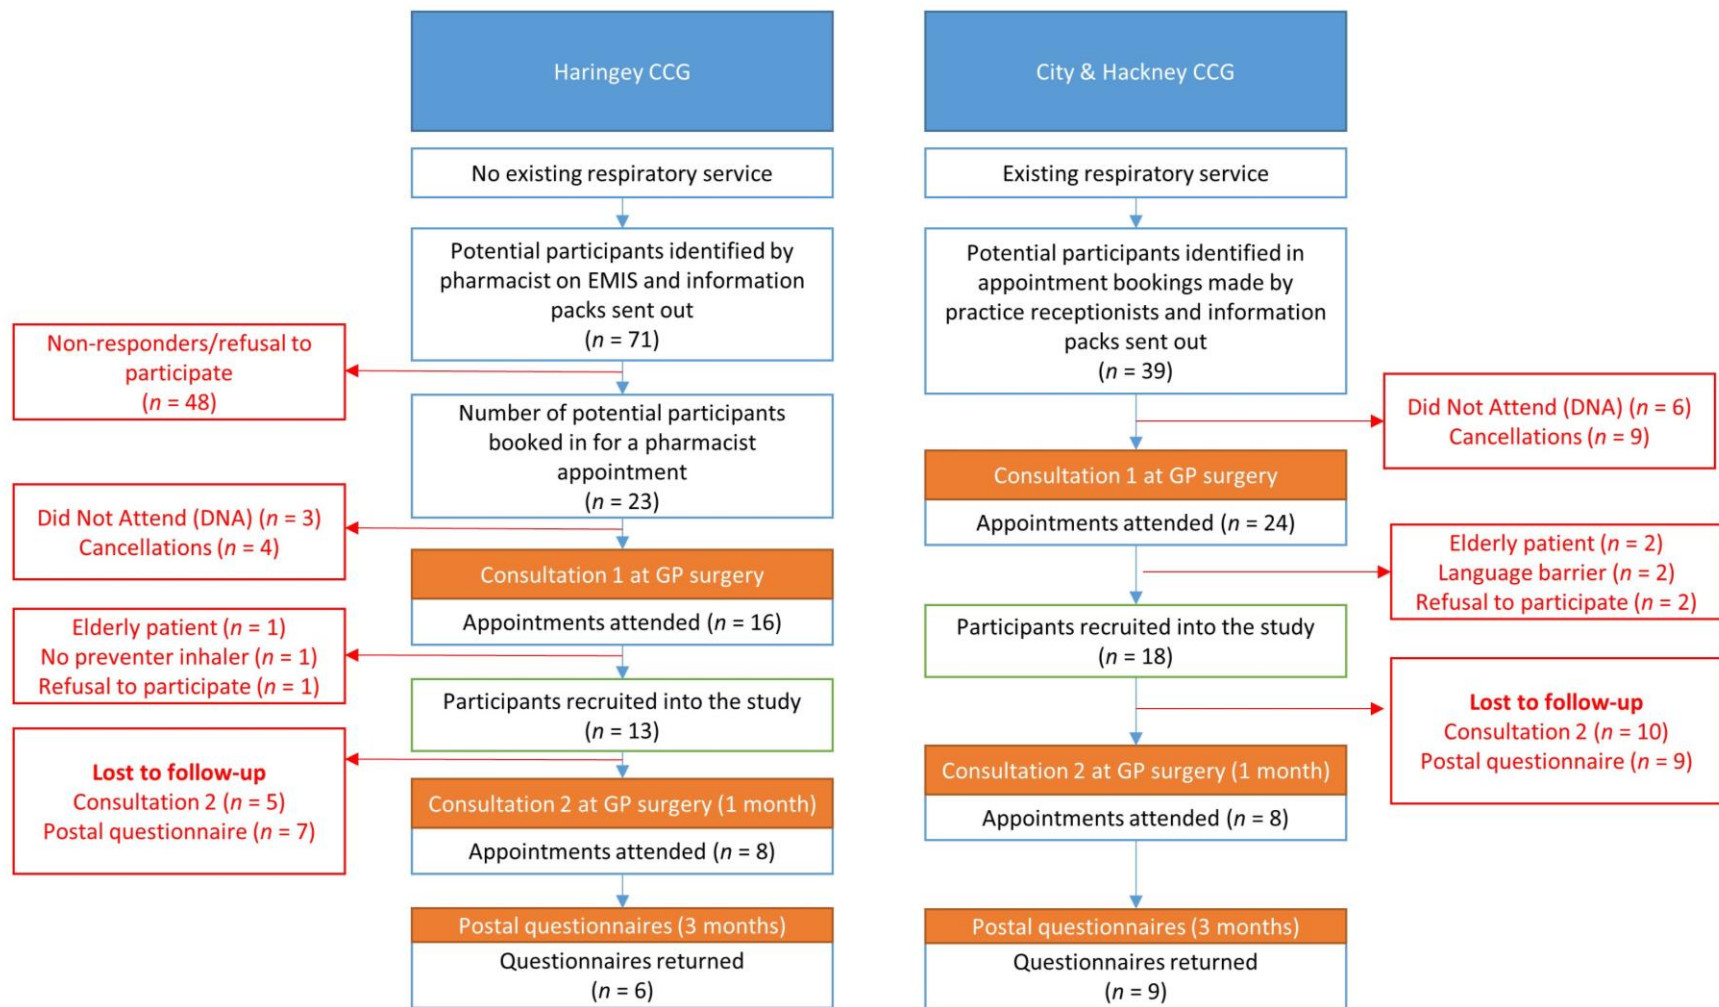 Haringey CCG
No existing respiratory service
Potential participants identified by
pharmacist on EMIS and information
packs sent out
(n = 71)
Non-responders/refusal to
participate
(n = 48)
Number of potential participants
booked in for a pharmacist
appointment
(n = 23)
Did Not Attend (DNA) (n = 3)
Cancellations (n = 4)
Consultation 1 at GP surgery
Appointments attended (n = 16)
Elderly patient (n = 1)
No preventer inhaler (n = 1)
Refusal to participate (n = 1)
Participants recruited into the study
(n = 13)
Lost to follow-up
Consultation 2 (n = 5)
Postal questionnaire (n = 7)
Consultation 2 at GP surgery (1 month)
Appointments attended (n = 8)
Postal questionnaires (3 months)
Questionnaires returned
(n = 6)
City & Hackney CCG
Existing respiratory service
Potential participants identified in
appointment bookings made by
practice receptionists and information
packs sent out
(n = 39)
Did Not Attend (DNA) (n = 6)
Cancellations (n = 9)
Consultation 1 at GP surgery
Appointments attended (n = 24)
Elderly patient (n = 2)
Language barrier (n = 2)
Refusal to participate (n = 2)
Participants recruited into the study
(n = 18)
Lost to follow-up
Consultation 2 (n = 10)
Postal questionnaire (n = 9)
Consultation 2 at GP surgery (1 month)
Appointments attended (n = 8)
Postal questionnaires (3 months)
Questionnaires returned
(n = 9)